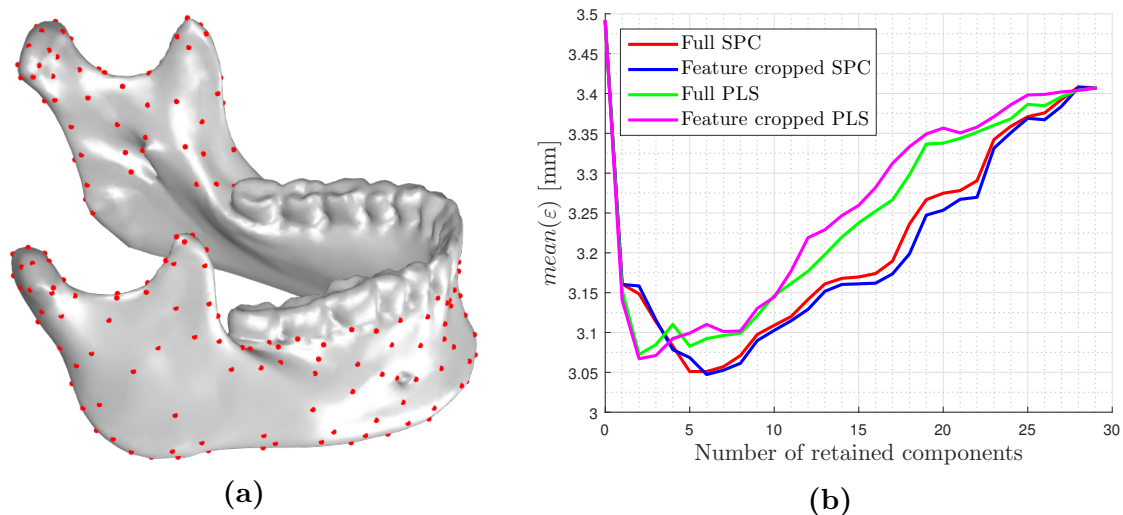 3.5
3.45
3.4
3.35
3.3
3.25
3.2
3.15
3.1
3.05
3
mean(ε) [mm]
Full SPC
Feature cropped SPC
Full PLS
Feature cropped PLS
0 5 10 15 20 25 30
Number of retained components
(a)
(b)